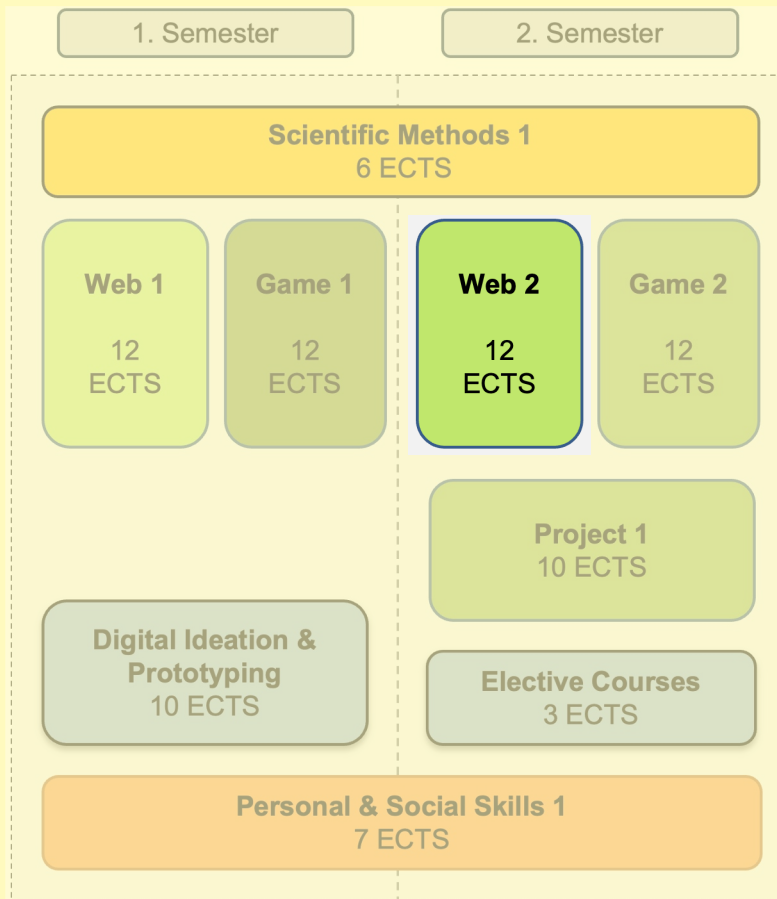 1. Semester
2. Semester
Scientific Methods 1
6 ECTS
Web 1
12
ECTS
Game 1
12
ECTS
Web 2
12
ECTS
Game 2
12
ECTS
Project 1
10 ECTS
Digital Ideation &
Prototyping
10 ECTS
Elective Courses
3 ECTS
Personal & Social Skills 1
7 ECTS